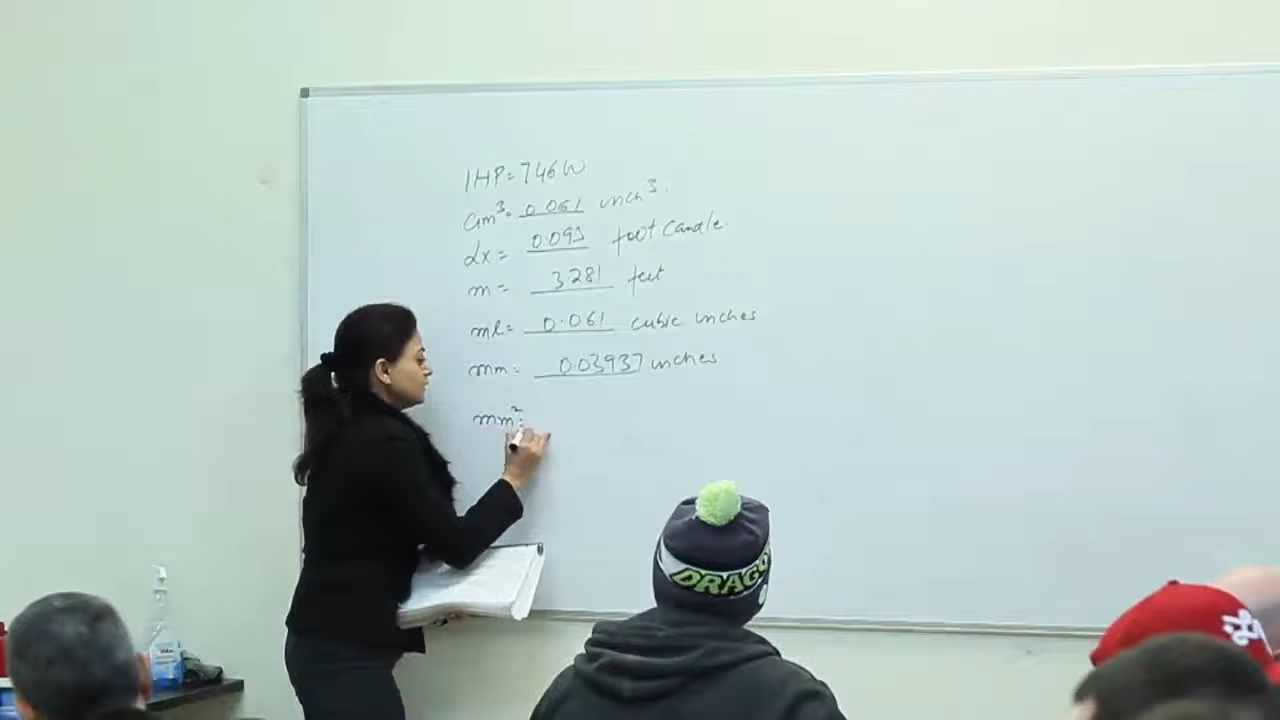 1HP = 746W
Cm³ = 0.061 inch³.
Lx = 0.093 foot candle.
m = 3.281 feet
ml = 0.061 cubic inches
mm = 0.03937 inches
mm² =
DRAGO